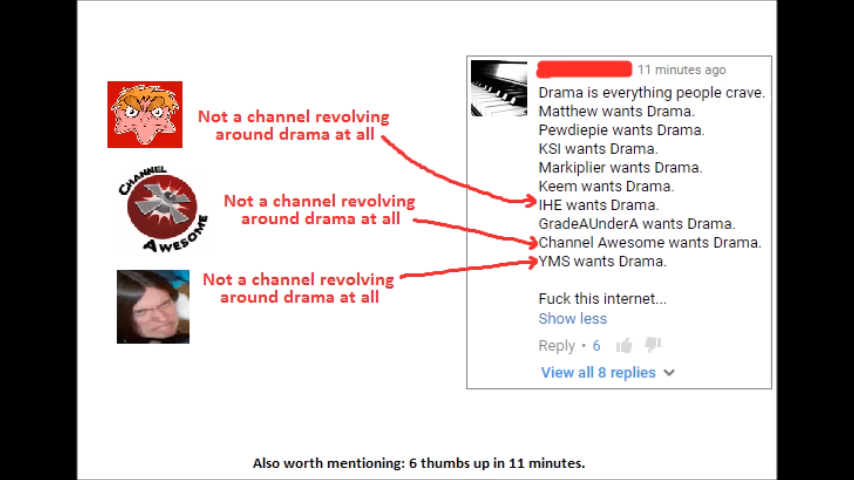 Not a channel revolving
around drama at all
CHANNEL
AWESOME
Not a channel revolving
around drama at all
Not a channel revolving
around drama at all
11 minutes ago
Drama is everything people crave.
Matthew wants Drama.
Pewdiepie wants Drama.
KSI wants Drama.
Markiplier wants Drama.
Keem wants Drama.
IHE wants Drama.
GradeAUnderA wants Drama.
Channel Awesome wants Drama.
YMS wants Drama.
Fuck this internet...
Show less
Reply • 6
View all 8 replies
Also worth mentioning: 6 thumbs up in 11 minutes.